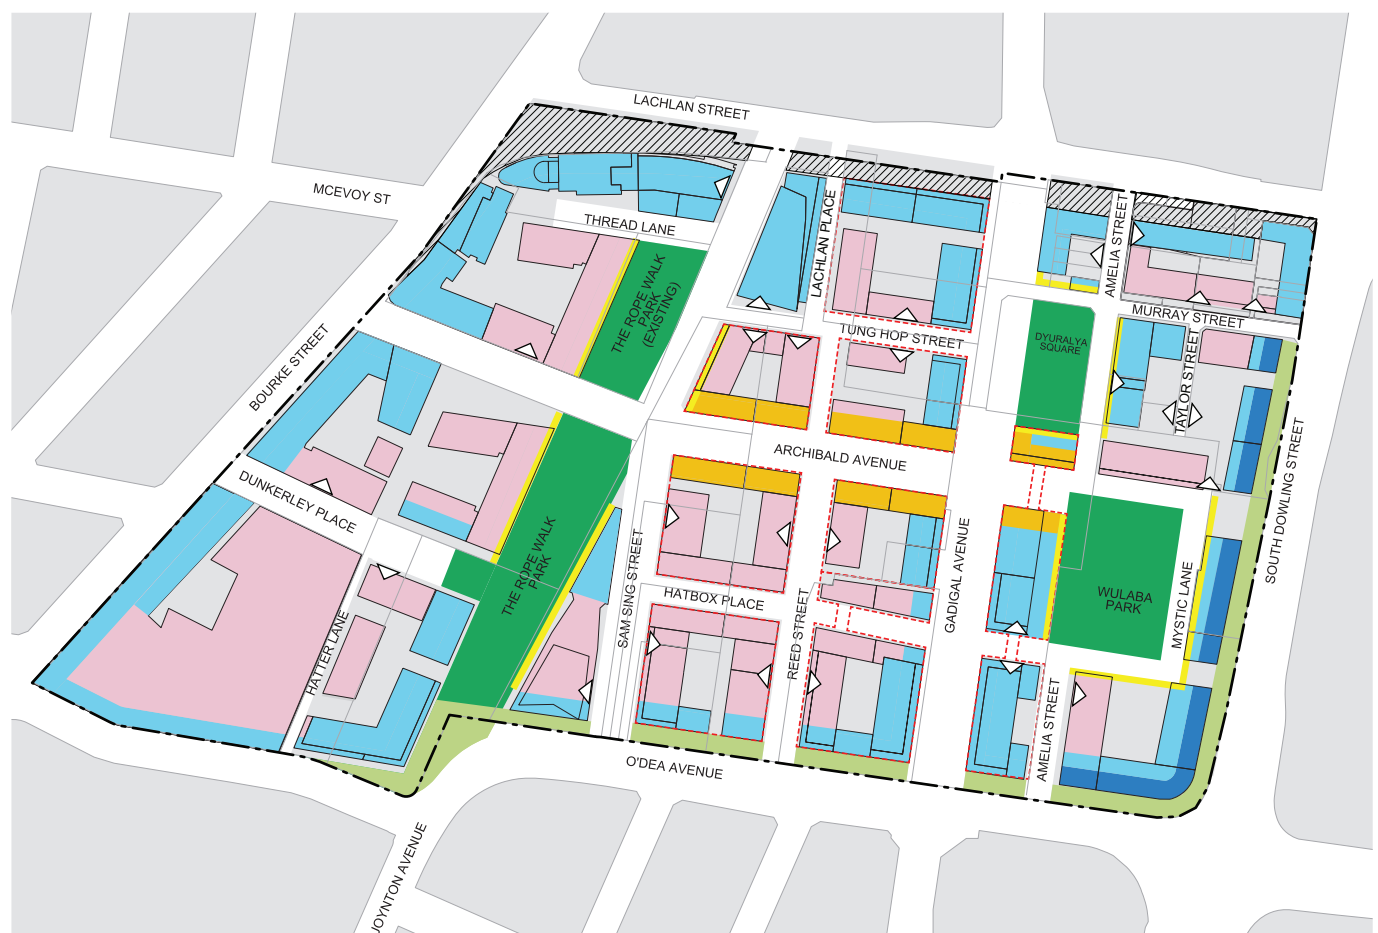 LACHLAN STREET
MCEVOY ST
THREAD LANE
LACHLAN PLACE
AMELIA STREET
THE ROPE WALK
PARK
(EXISTING)
MURRAY STREET
TUNG HOP STREET
DYURALYA
SQUARE
TAYLOR STREET
BOURKE STREET
ARCHIBALD AVENUE
SOUTH DOWLING STREET
DUNKERLEY PLACE
THE ROPE WALK
PARK
SAM SING STREET
HATBOX PLACE
REED STREET
GADIGAL AVENUE
WULABA
PARK
MYSTIC LANE
HATTER LANE
AMELIA STREET
O'DEA AVENUE
JOYNTON AVENUE